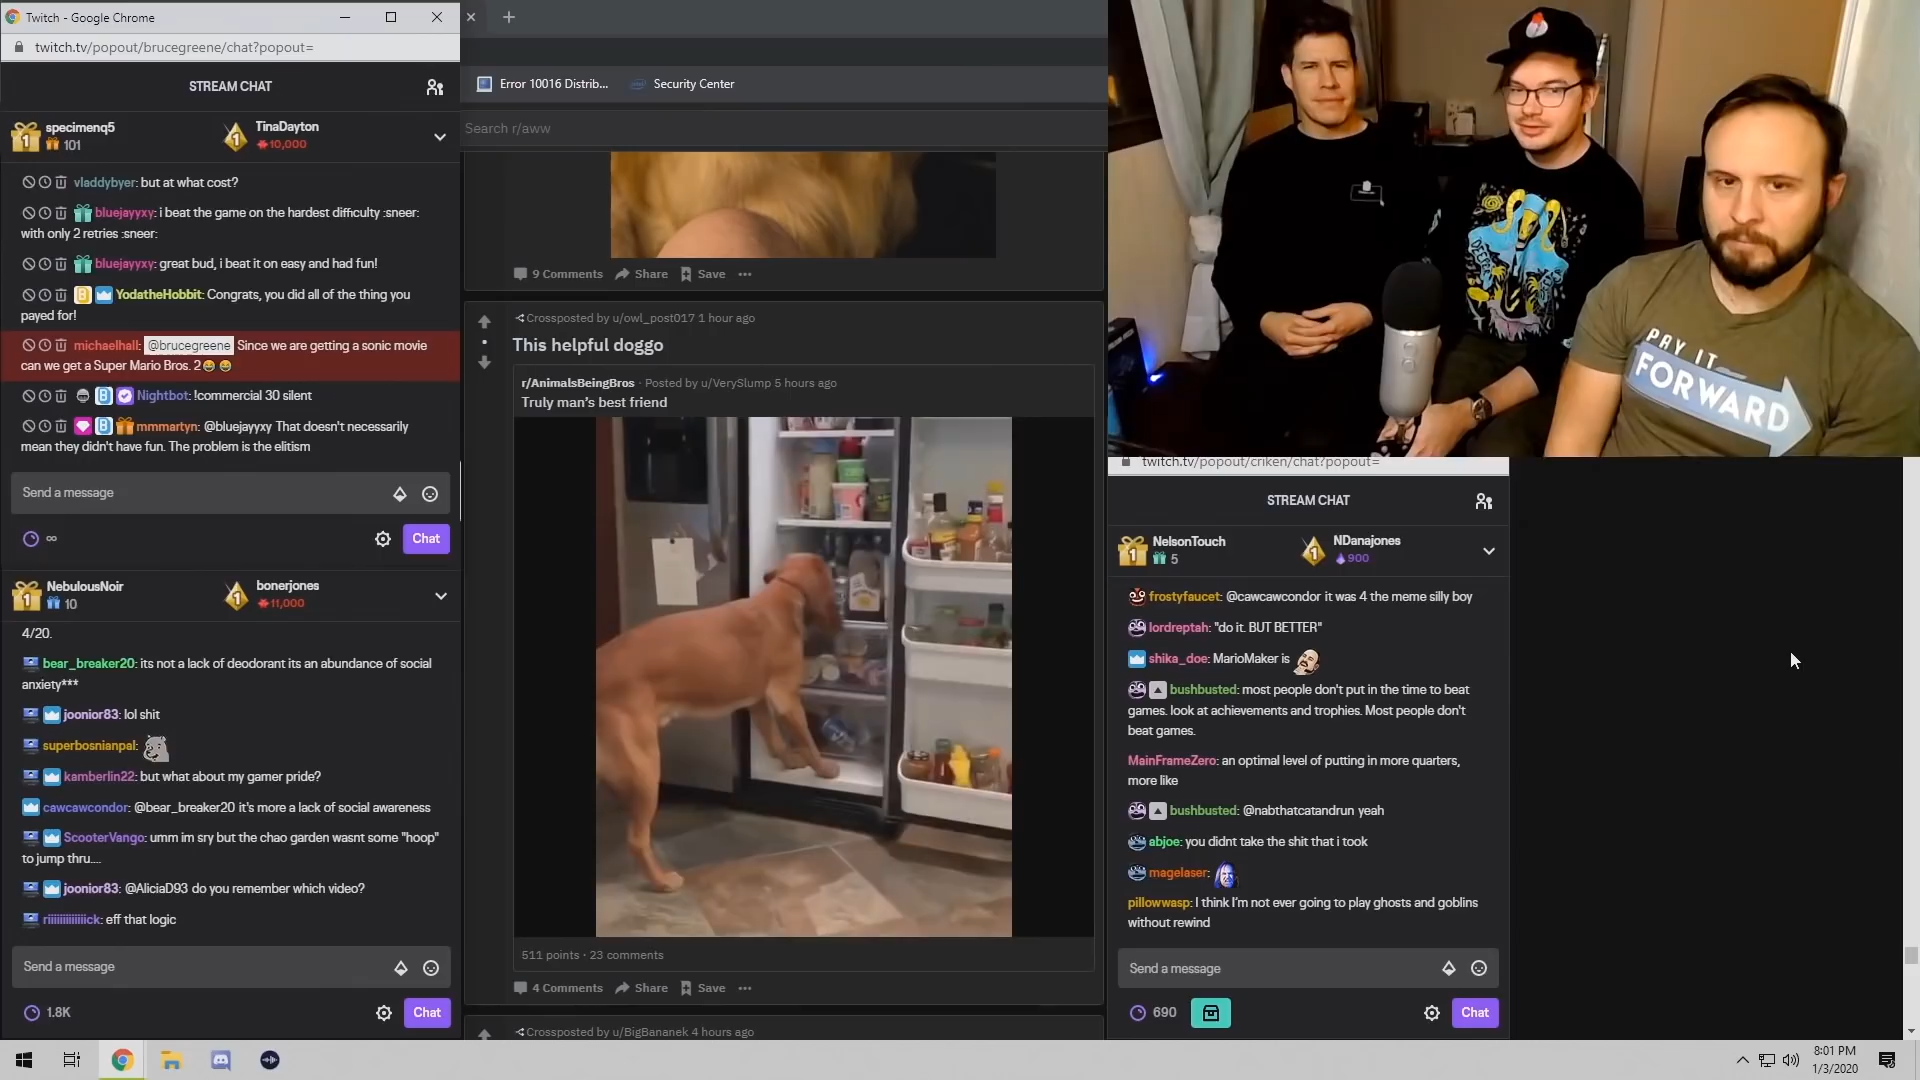 Twitch - Google Chrome
twitch.tv/popout/brucegreene/chat?popout=
STREAM CHAT
specimenq5
101
TinaDayton
10,000
vladdybyer: but at what cost?
bluejayyxy: i beat the game on the hardest difficulty :sneer:
with only 2 retries :sneer:
bluejayyxy: great bud, i beat it on easy and had fun!
YodatheHobbit: Congrats, you did all of the thing you
payed for!
michaelhall: @brucegreene Since we are getting a sonic movie
can we get a Super Mario Bros. 2
Nightbot: !commercial 30 silent
mmmartyn: @bluejayyxy That doesn't necessarily
mean they didn't have fun. The problem is the elitism
Send a message
∞
Chat
NebulousNoir
10
bonerjones
11,000
4/20.
bear_breaker20: its not a lack of deodorant its an abundance of social
anxiety***
joonior83: lol shit
superbosnianpal:
kamberlin22: but what about my gamer pride?
cawcawcondor: @bear_breaker20 it's more a lack of social awareness
ScooterVango: umm im sry but the chao garden wasnt some "hoop"
to jump thru....
joonior83: @AliciaD93 do you remember which video?
riiiiiiiiiiiiick: eff that logic
Send a message
1.8K
Chat
Error 10016 Distrib...
Security Center
Search r/aww
9 Comments Share Save
Crossposted by u/owl_post017 1 hour ago
This helpful doggo
r/AnimalsBeingBros · Posted by u/VerySlump 5 hours ago
Truly man's best friend
511 points · 23 comments
4 Comments Share Save
Crossposted by u/BigBananek 4 hours ago
PAY IT
FORWARD
twitch.tv/popout/criken/chat?popout=
STREAM CHAT
NelsonTouch
5
NDanajones
900
frostyfaucet: @cawcawcondor it was 4 the meme silly boy
lordreptah: "do it. BUT BETTER"
shika_doe: MarioMaker is
bushbusted: most people don't put in the time to beat
games. look at achievements and trophies. Most people don't
beat games.
MainFrameZero: an optimal level of putting in more quarters,
more like
bushbusted: @nabthatcatandrun yeah
abjoe: you didnt take the shit that i took
magelaser:
pillowwasp: I think I'm not ever going to play ghosts and goblins
without rewind
Send a message
690
Chat
8:01 PM
1/3/2020